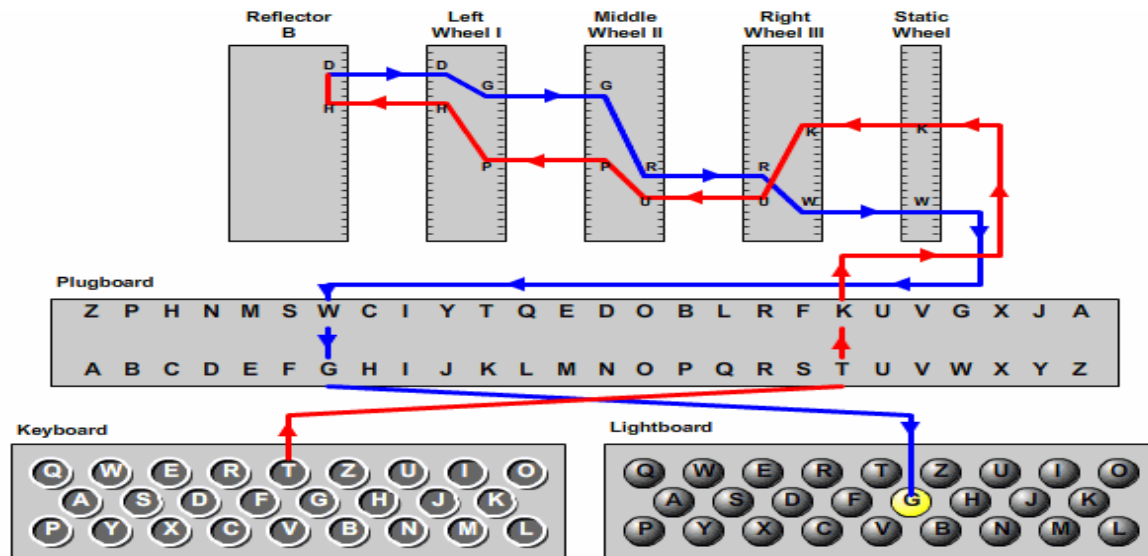 Reflector B
Left Wheel I
Middle Wheel II
Right Wheel III
Static Wheel
D D
G G
H H
K K
P P
R R
U U
W W
Plugboard
Z P H N M S W C I Y T Q E D O B L R F K U V G X J A
A B C D E F G H I J K L M N O P Q R S T U V W X Y Z
Keyboard
Q W E R T Z U I O
A S D F G H J K
P Y X C V B N M L
Lightboard
Q W E R T Z U I O
A S D F G H J K
P Y X C V B N M L